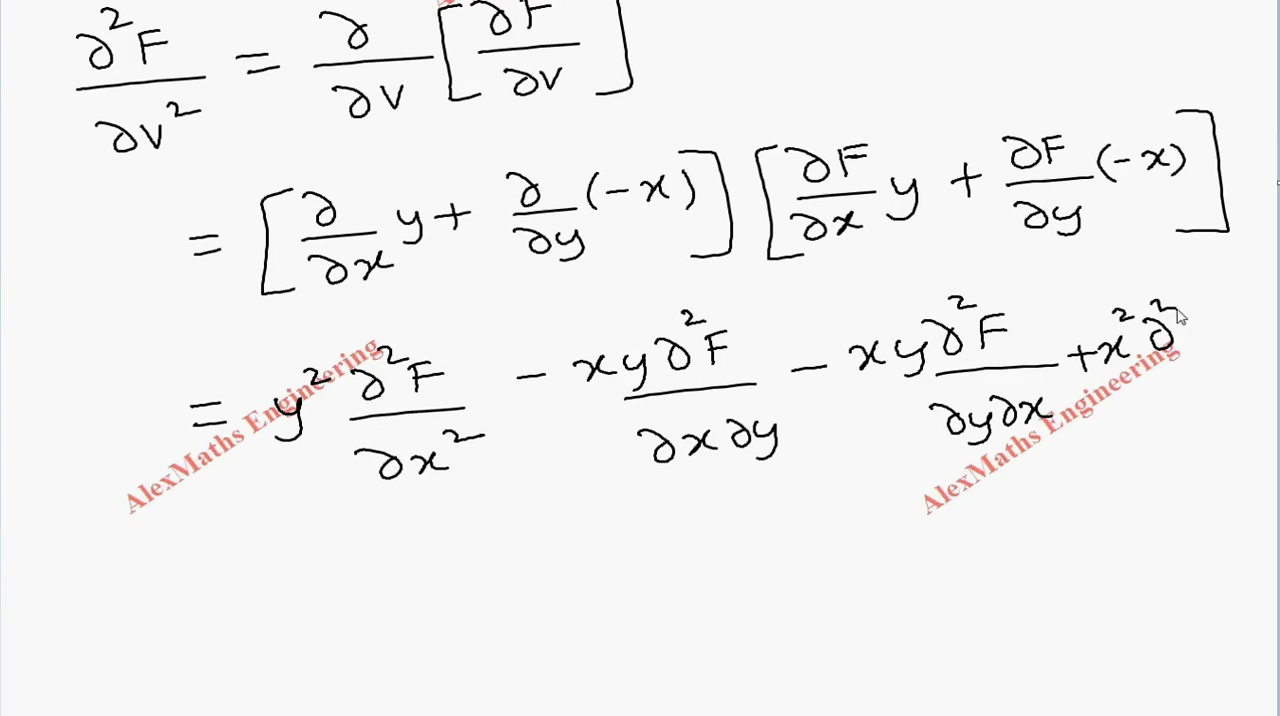 ∂²F/∂v² = ∂/∂v [∂F/∂v]
= [∂/∂x y + ∂/∂y (-x)] [∂F/∂x y + ∂F/∂y (-x)]
= y² ∂²F/∂x² - xy∂²F/∂x∂y - xy∂²F/∂y∂x + x²∂²
AlexMaths Engineering
AlexMaths Engineering